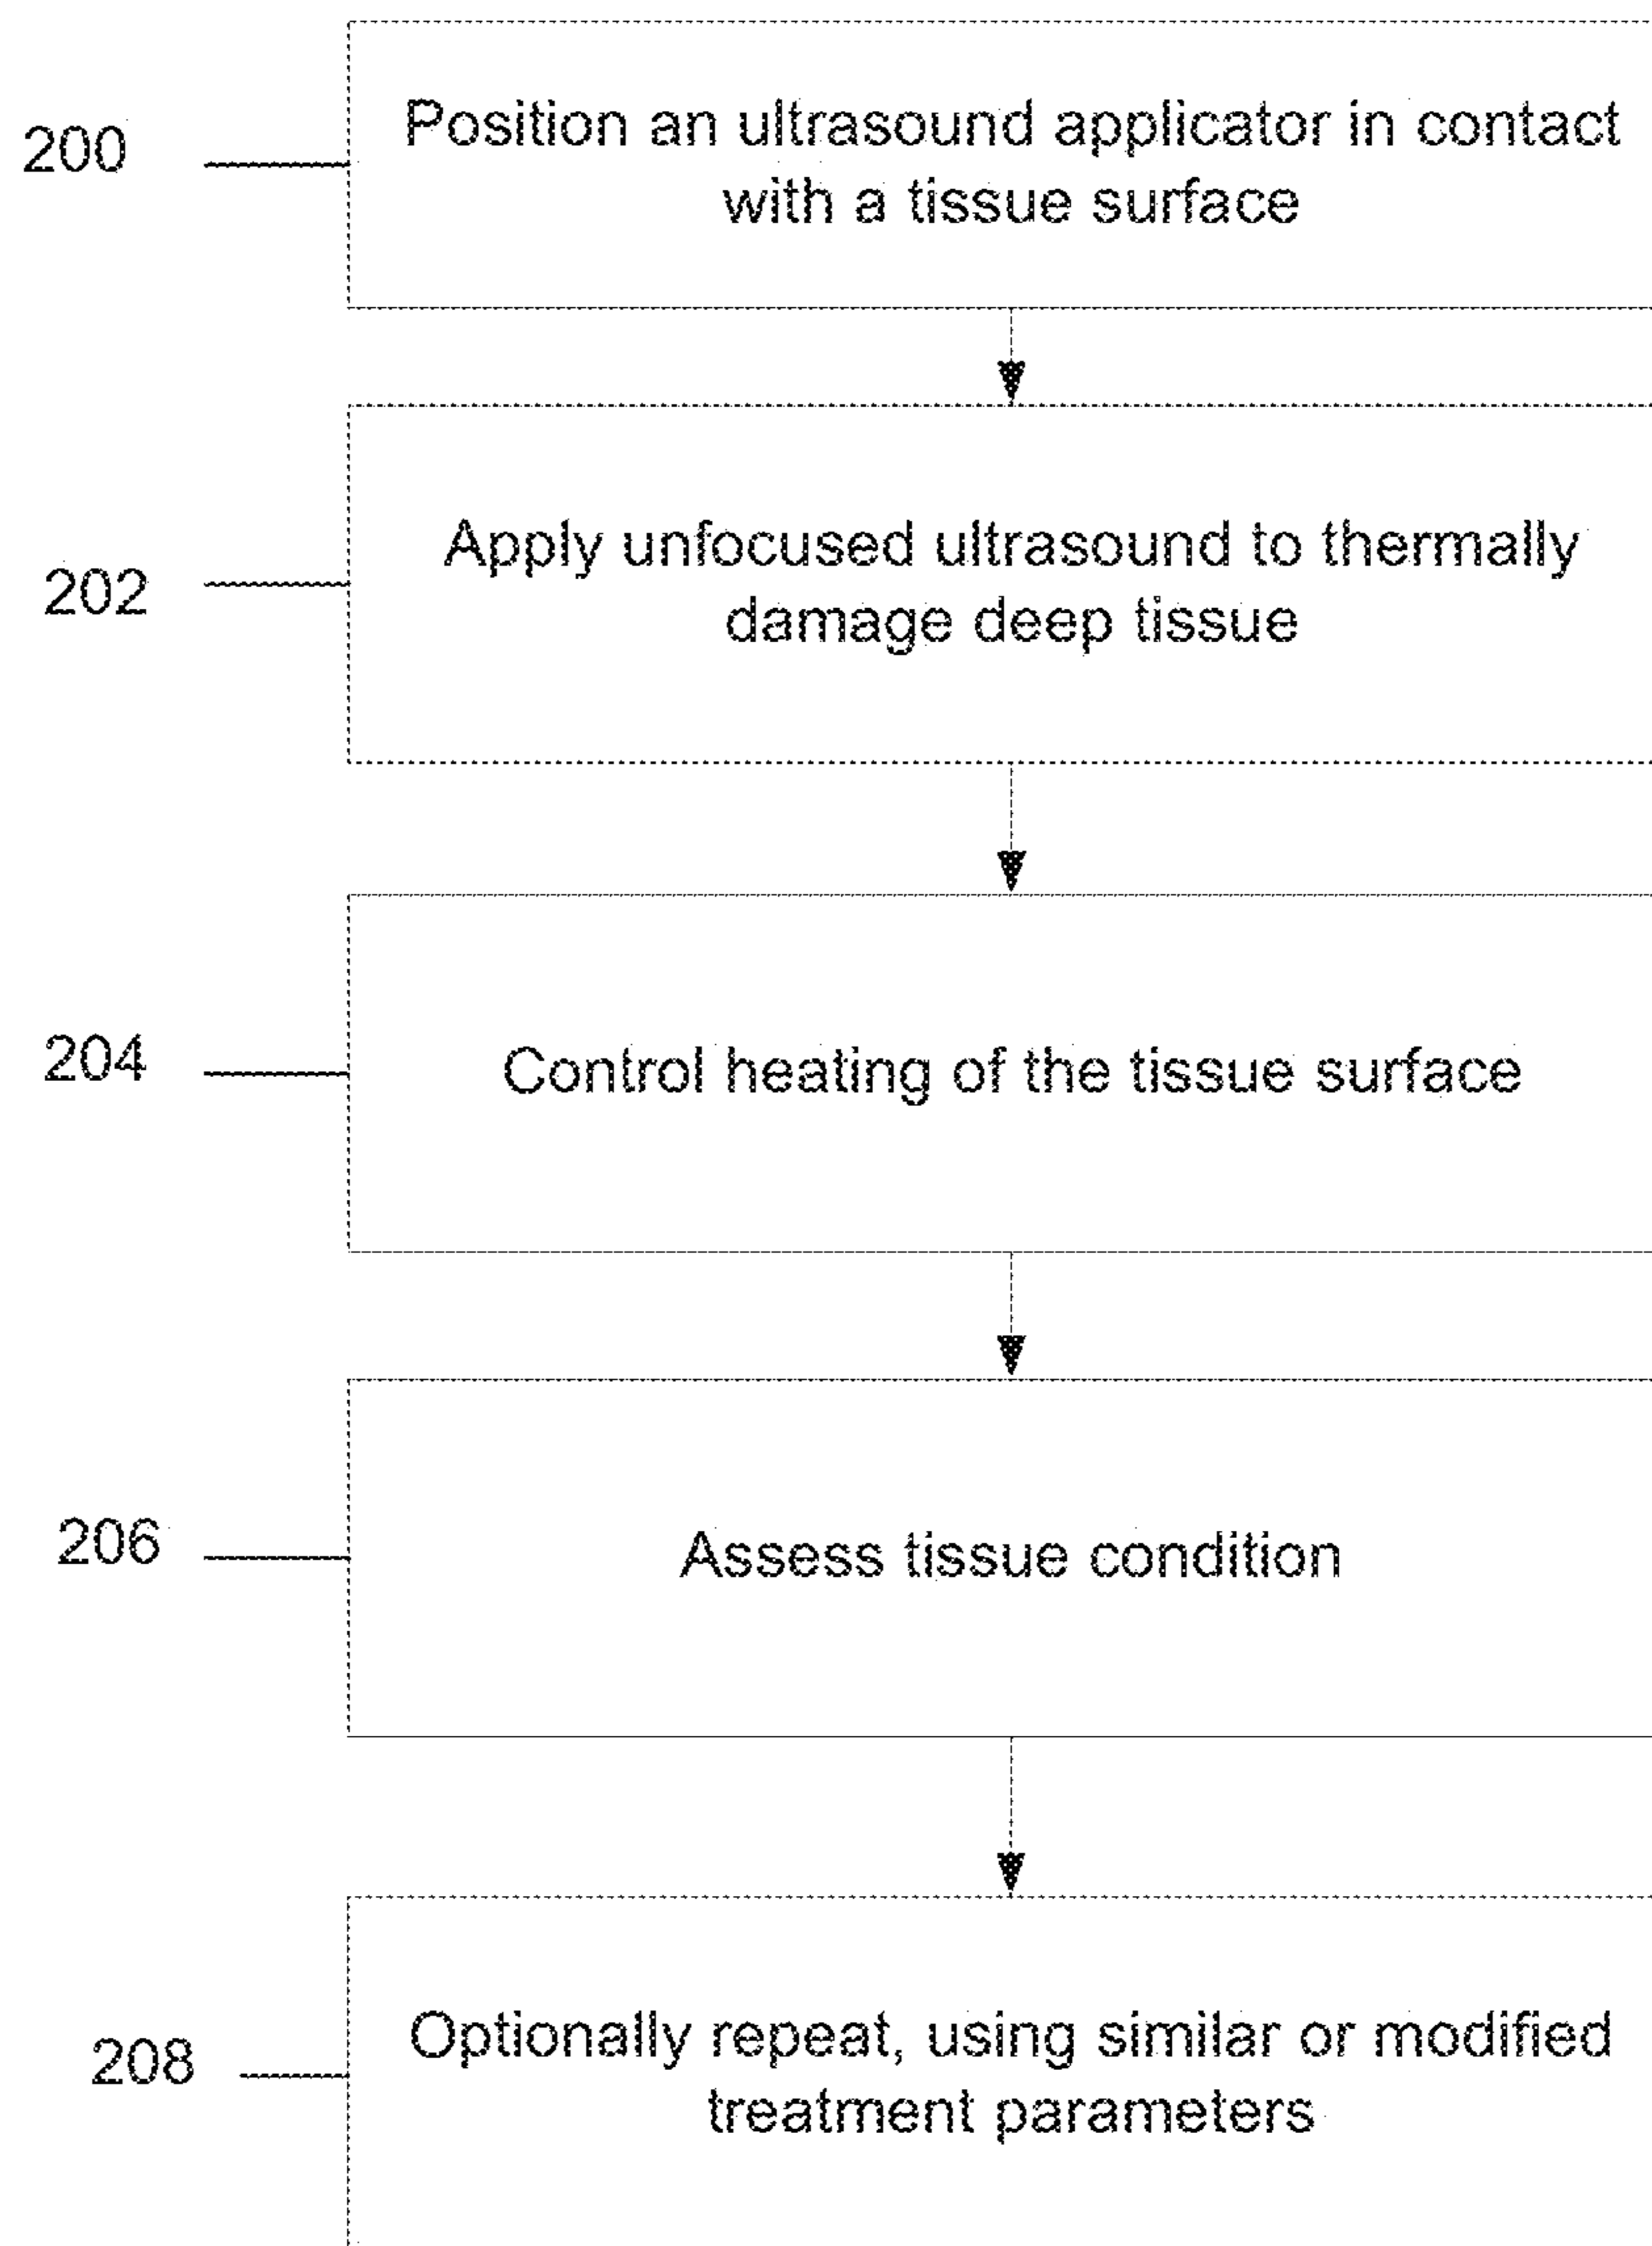 200
Position an ultrasound applicator in contact
with a tissue surface
202
Apply unfocused ultrasound to thermally
damage deep tissue
204
Control heating of the tissue surface
206
Assess tissue condition
208
Optionally repeat, using similar or modified
treatment parameters